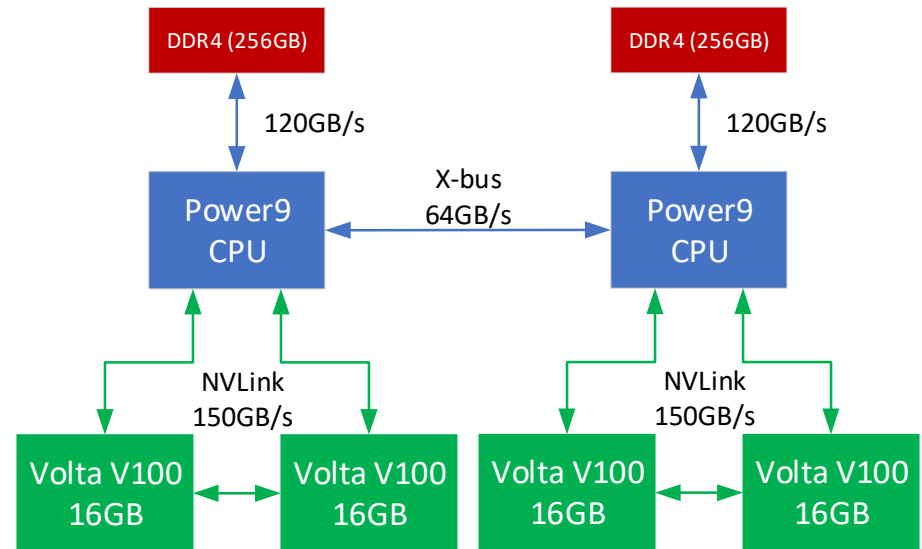 DDR4 (256GB)
DDR4 (256GB)
120GB/s
120GB/s
X-bus
64GB/s
Power9
CPU
Power9
CPU
NVLink
150GB/s
NVLink
150GB/s
Volta V100
16GB
Volta V100
16GB
Volta V100
16GB
Volta V100
16GB